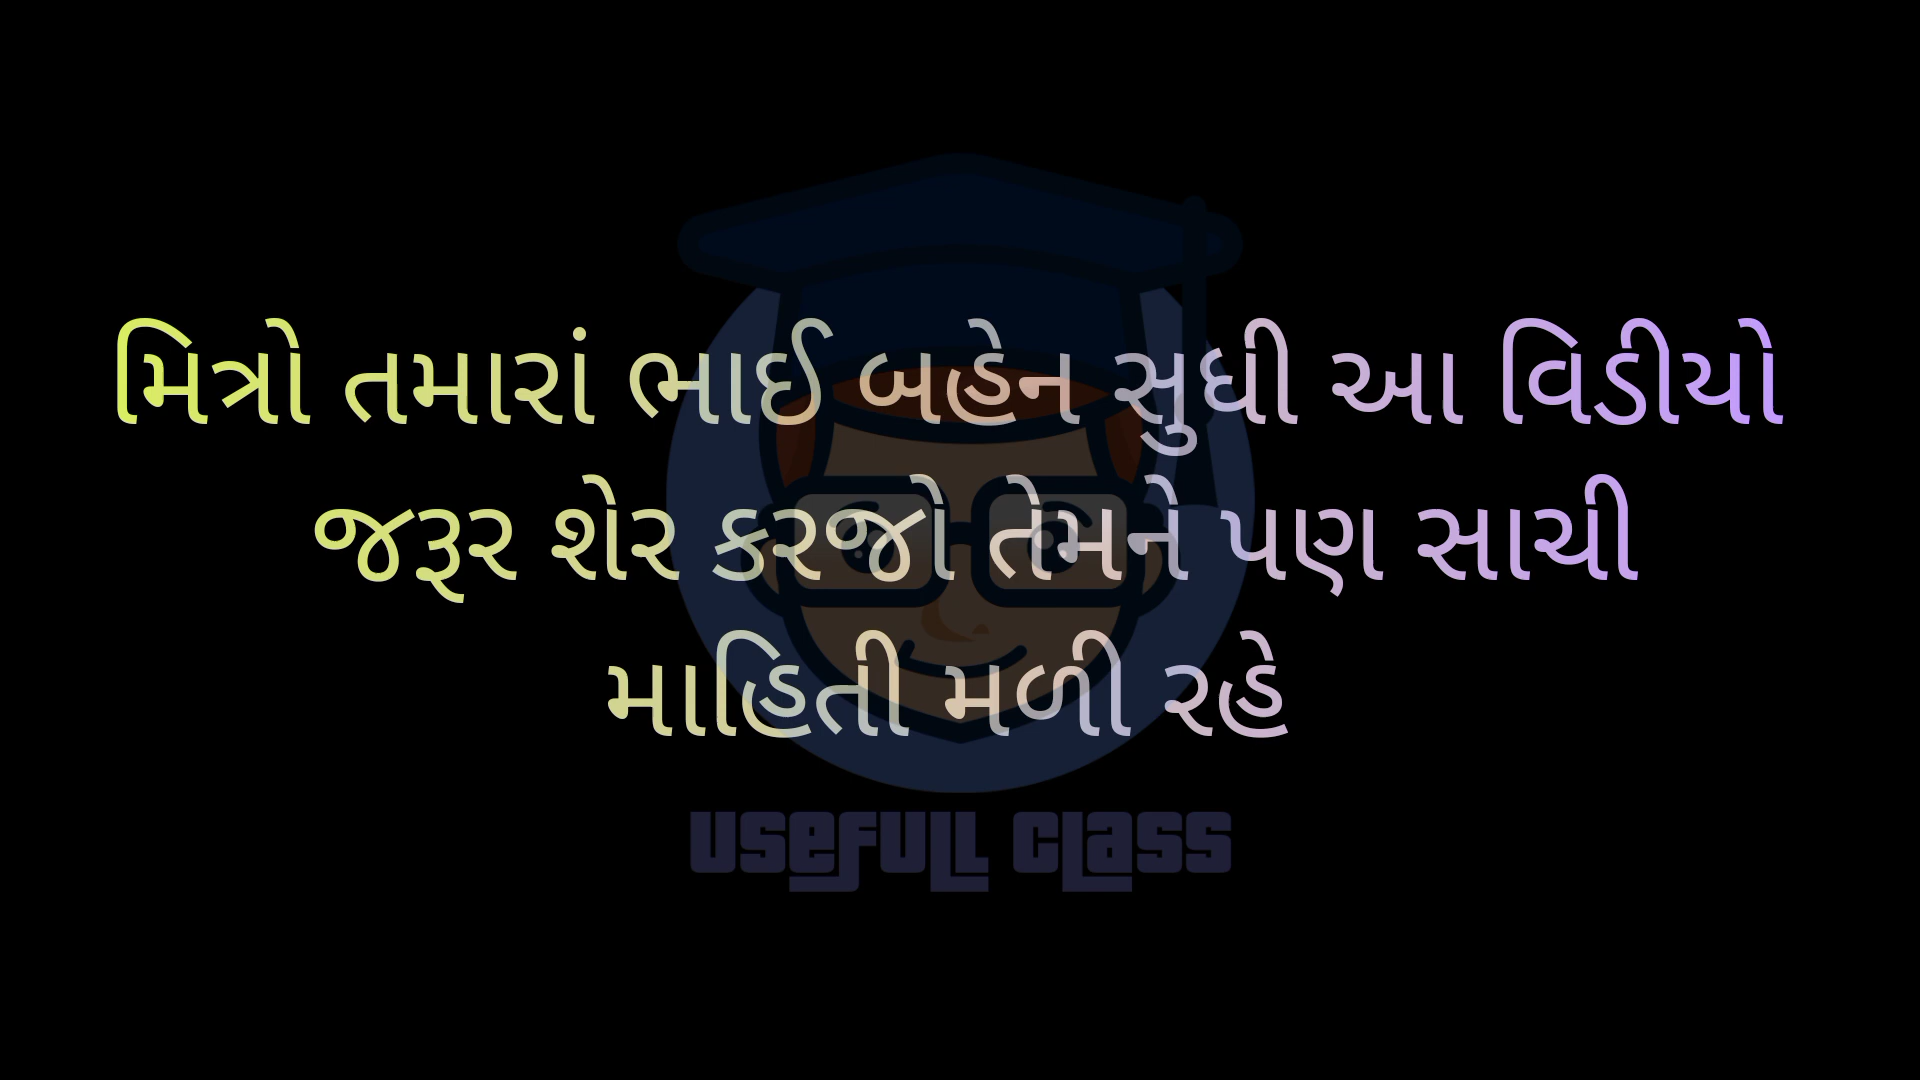 મિત્રો તમારાં ભાઈ બહેન સુધી આ વિડીયો
જરૂર શેર કરજો તેમને પણ સાચી
માહિતી મળી રહે
USEFULL CLASS